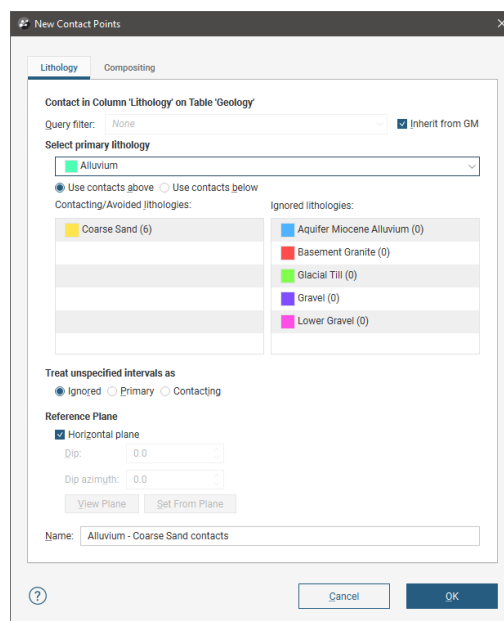 New Contact Points
Lithology Compositing
Contact in Column 'Lithology' on Table 'Geology'
Query filter: None Inherit from GM
Select primary lithology
Alluvium
Use contacts above Use contacts below
Contacting/Avoided lithologies: Ignored lithologies:
Coarse Sand (6) Aquifer Miocene Alluvium (0)
Basement Granite (0)
Glacial Till (0)
Gravel (0)
Lower Gravel (0)
Treat unspecified intervals as
Ignored Primary Contacting
Reference Plane
Horizontal plane
Dip: 0.0
Dip azimuth: 0.0
View Plane Set From Plane
Name: Alluvium - Coarse Sand contacts
? Cancel OK